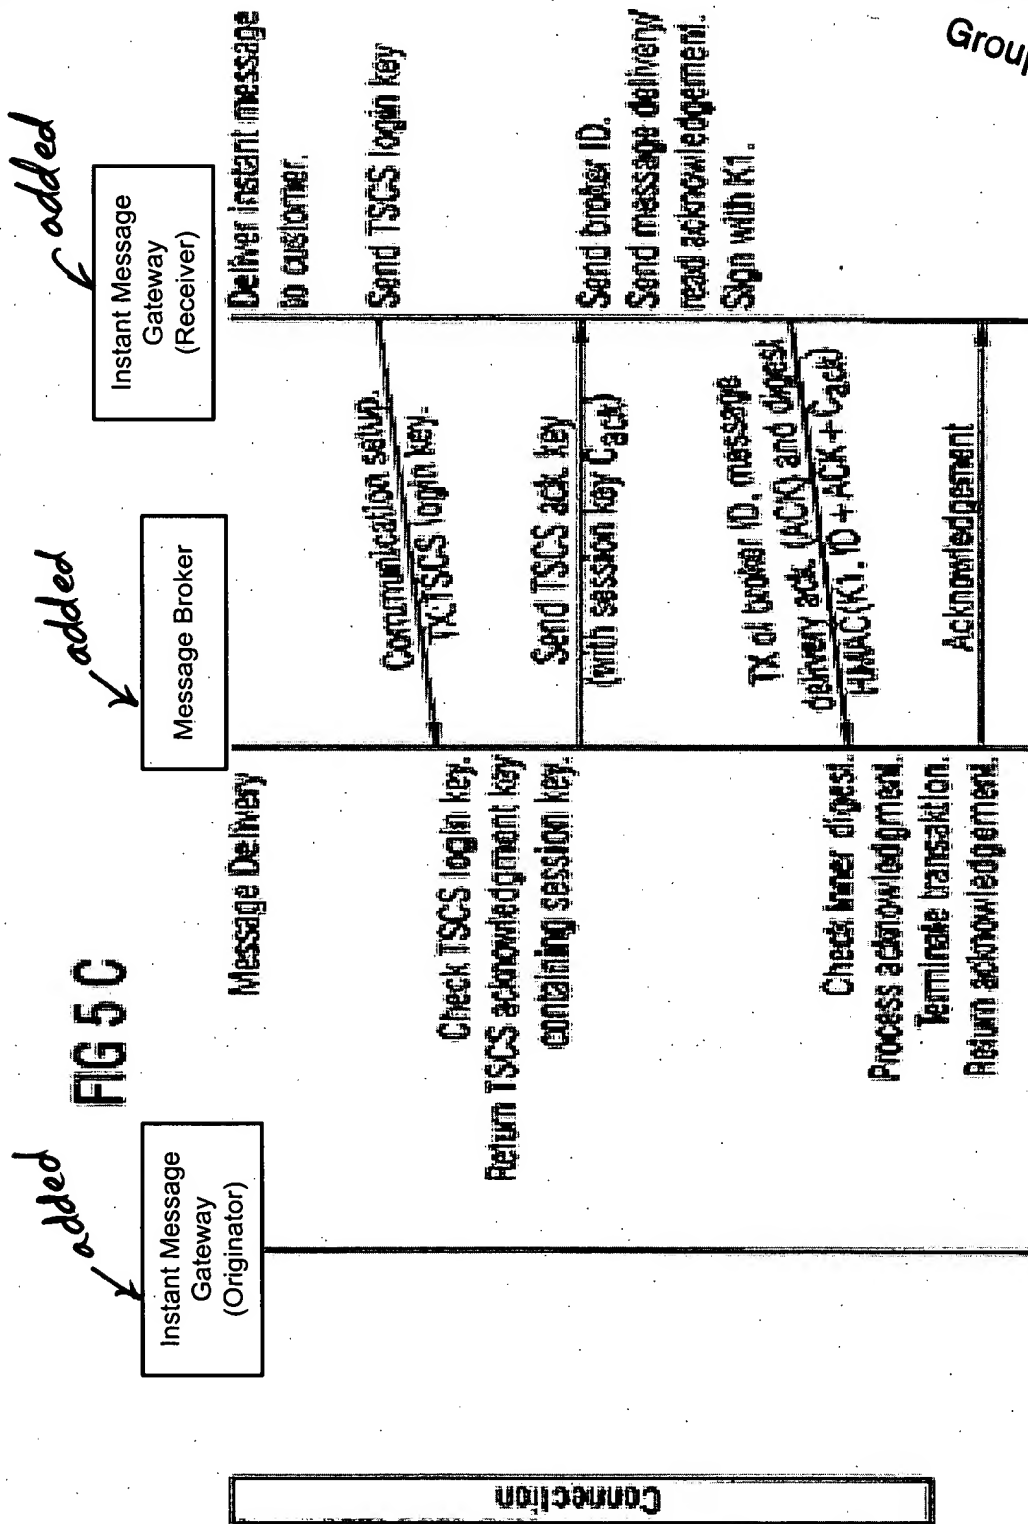 FIG 5 C
added
Instant Message
Gateway
(Originator)
added
Message Broker
added
Instant Message
Gateway
(Receiver)
Group
Message Delivery
Deliver instant message
to customer.
Send TSCS login key
Communication setup.
TX:TSCS login key.
Check TSCS login key.
Return TSCS acknowledgment key
containing session key.
Send TSCS ack. key
(with session key Cack)
Send broker ID.
Send message delivery/
read acknowledgement.
Sign with K1.
TX of broker ID, message
delivery ack. (ACK) and digest
HMAC(K1, ID + ACK + Cack)
Check inner digest.
Process acknowledgment.
Terminate transaktion.
Return acknowledgement.
Acknowledgement
Connection